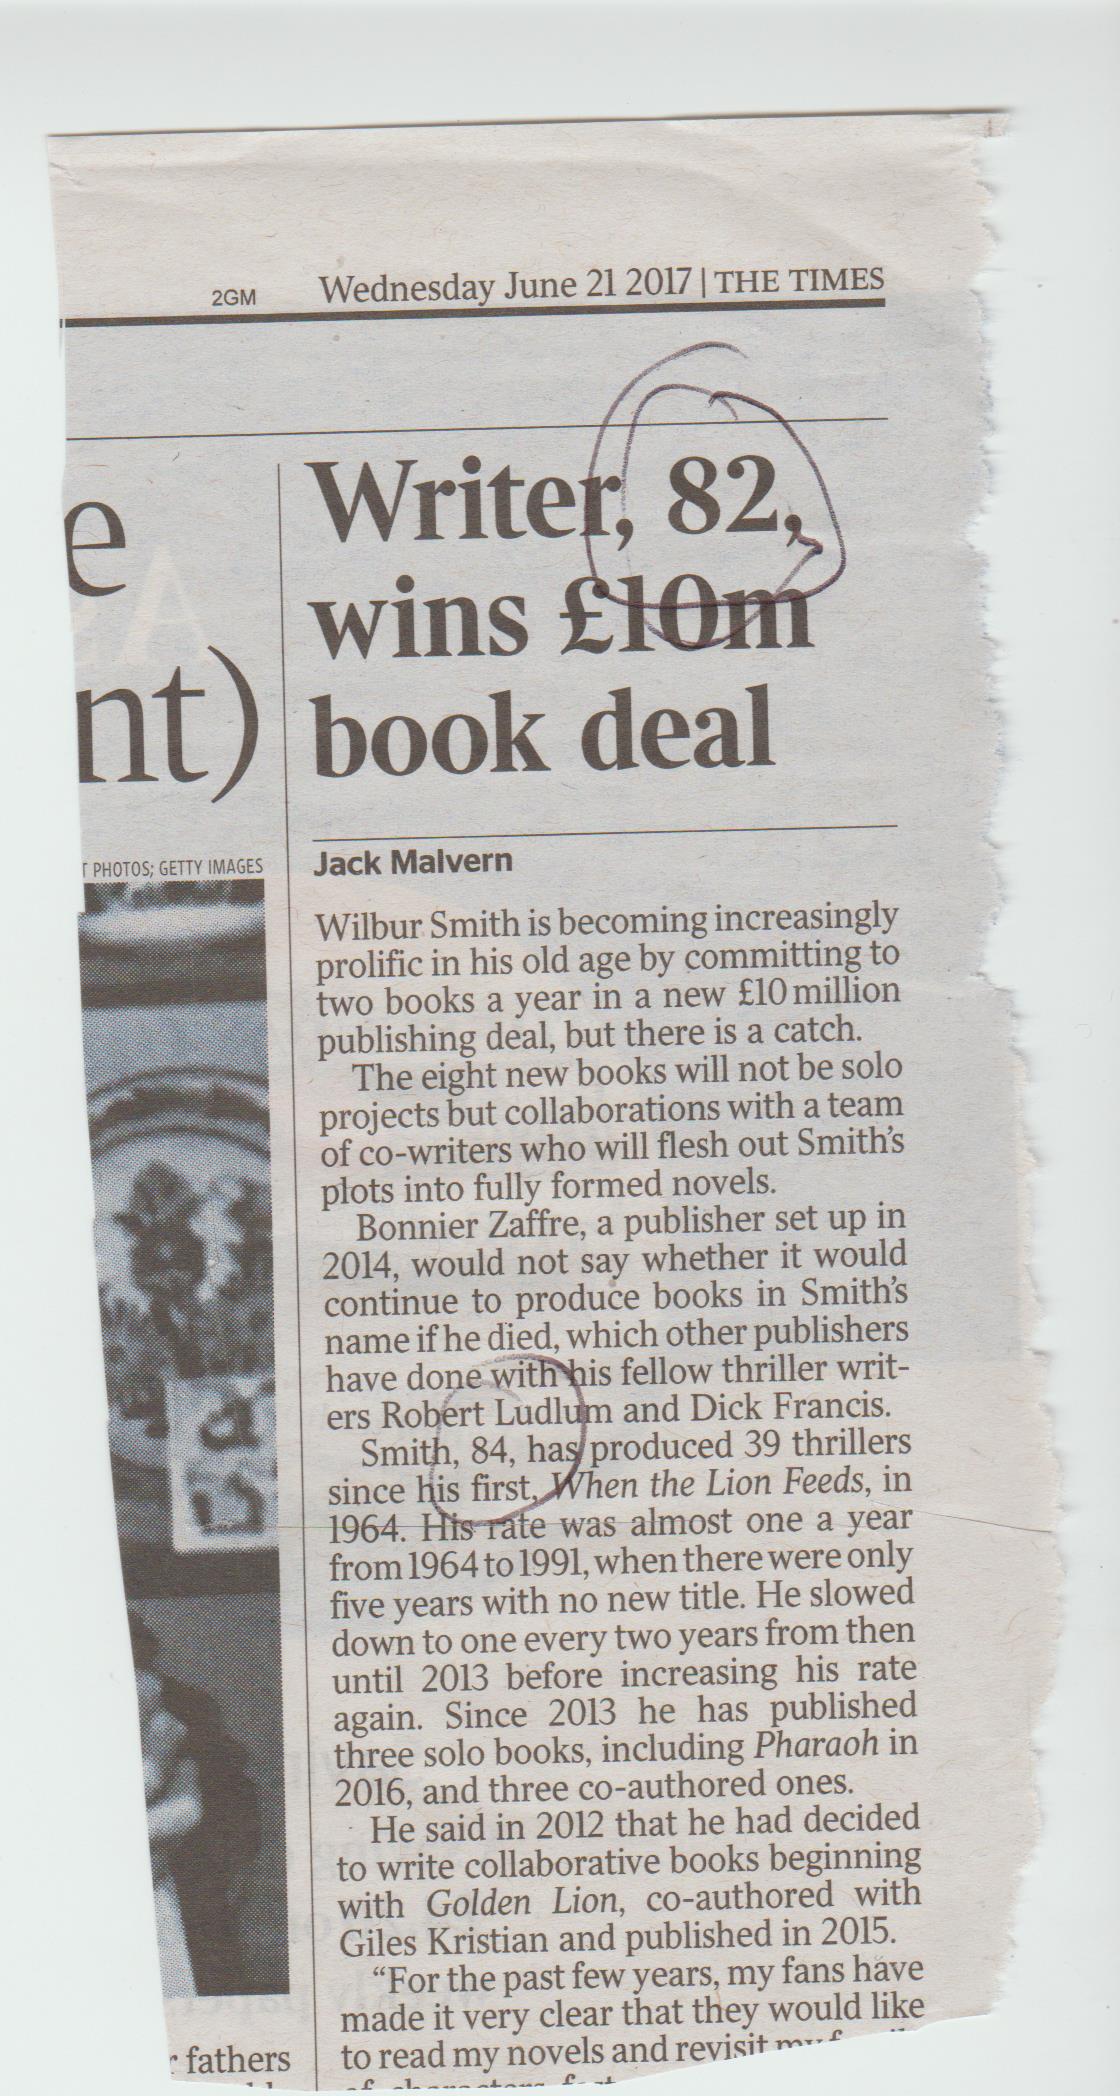 2GM Wednesday June 21 2017 | THE TIMES
e
nt)
PHOTOS; GETTY IMAGES
Writer, 82,
wins £10m
book deal
Jack Malvern
Wilbur Smith is becoming increasingly
prolific in his old age by committing to
two books a year in a new £10 million
publishing deal, but there is a catch.
The eight new books will not be solo
projects but collaborations with a team
of co-writers who will flesh out Smith's
plots into fully formed novels.
Bonnier Zaffre, a publisher set up in
2014, would not say whether it would
continue to produce books in Smith's
name if he died, which other publishers
have done with his fellow thriller writ-
ers Robert Ludlum and Dick Francis.
Smith, 84, has produced 39 thrillers
since his first, When the Lion Feeds, in
1964. His rate was almost one a year
from 1964 to 1991, when there were only
five years with no new title. He slowed
down to one every two years from then
until 2013 before increasing his rate
again. Since 2013 he has published
three solo books, including Pharaoh in
2016, and three co-authored ones.
He said in 2012 that he had decided
to write collaborative books beginning
with Golden Lion, co-authored with
Giles Kristian and published in 2015.
“For the past few years, my fans have
made it very clear that they would like
to read my novels and revisit my
fathers